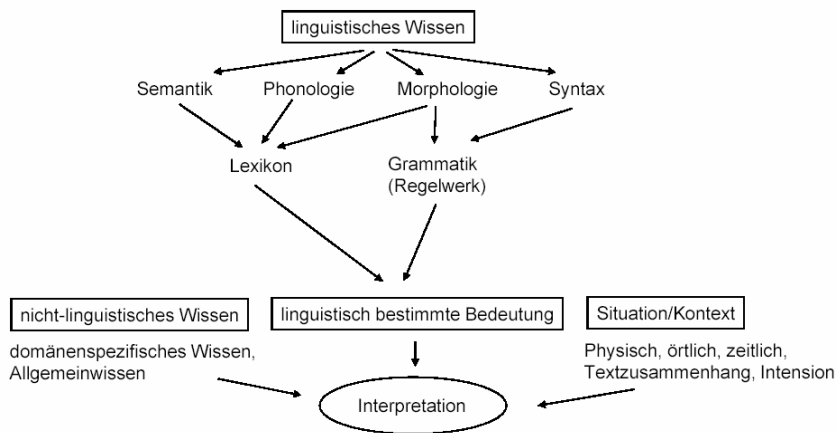 linguistisches Wissen
Semantik Phonologie Morphologie Syntax
Lexikon Grammatik
(Regelwerk)
nicht-linguistisches Wissen linguistisch bestimmte Bedeutung Situation/Kontext
domänenspezifisches Wissen,
Allgemeinwissen
Physisch, örtlich, zeitlich,
Textzusammenhang, Intension
Interpretation